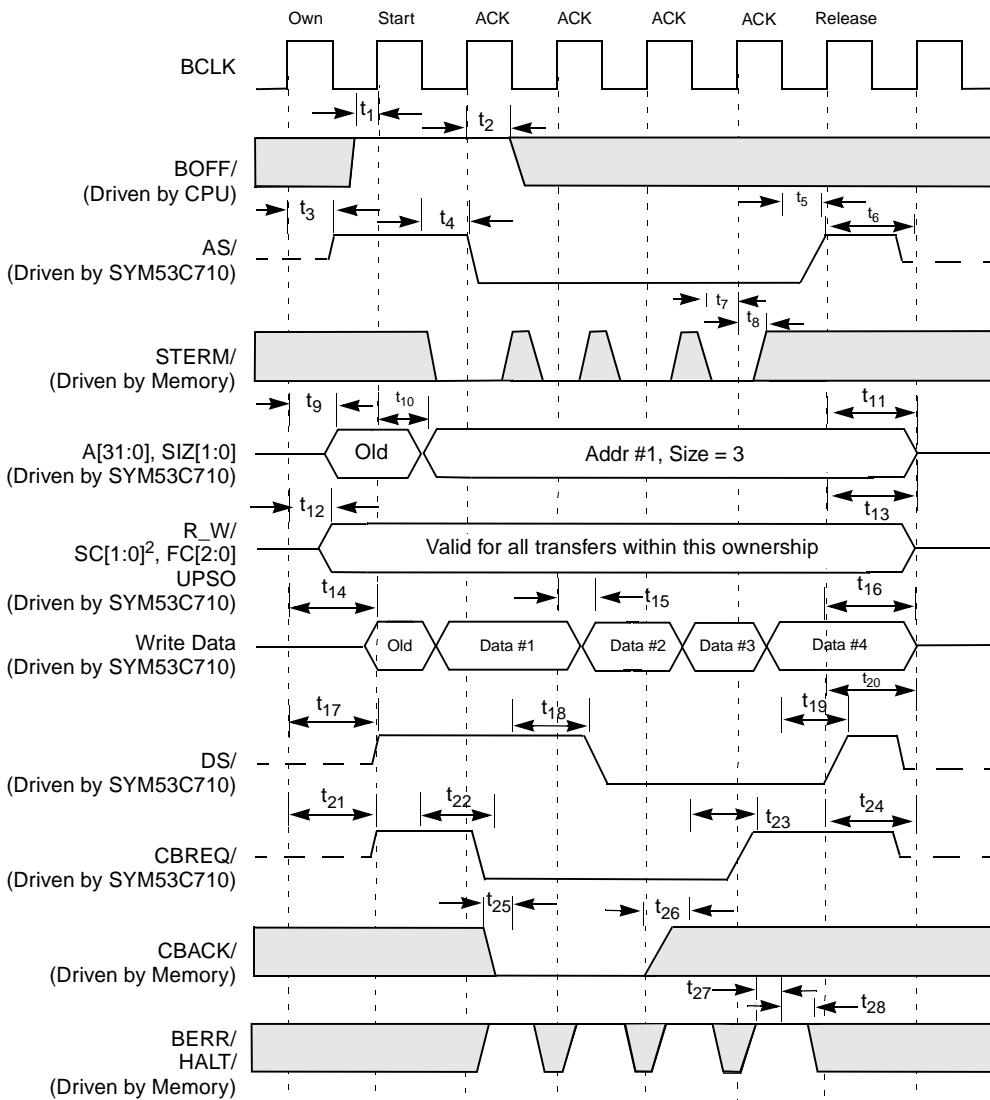 Own Start ACK ACK ACK ACK Release
BCLK
t1 t2
BOFF/
(Driven by CPU)
t3 t4 t5 t6
AS/
(Driven by SYM53C710)
t7
t8
STERM/
(Driven by Memory)
t9 t10 t11
A[31:0], SIZ[1:0]
(Driven by SYM53C710)
Old Addr #1, Size = 3
t12 t13
R_W/
SC[1:0]2, FC[2:0]
UPSO
(Driven by SYM53C710)
Valid for all transfers within this ownership
t14 t15 t16
Write Data
(Driven by SYM53C710)
Old Data #1 Data #2 Data #3 Data #4
t17 t18 t19 t20
DS/
(Driven by SYM53C710)
t21 t22 t23 t24
CBREQ/
(Driven by SYM53C710)
t25 t26
CBACK/
(Driven by Memory)
t27 t28
BERR/
HALT/
(Driven by Memory)